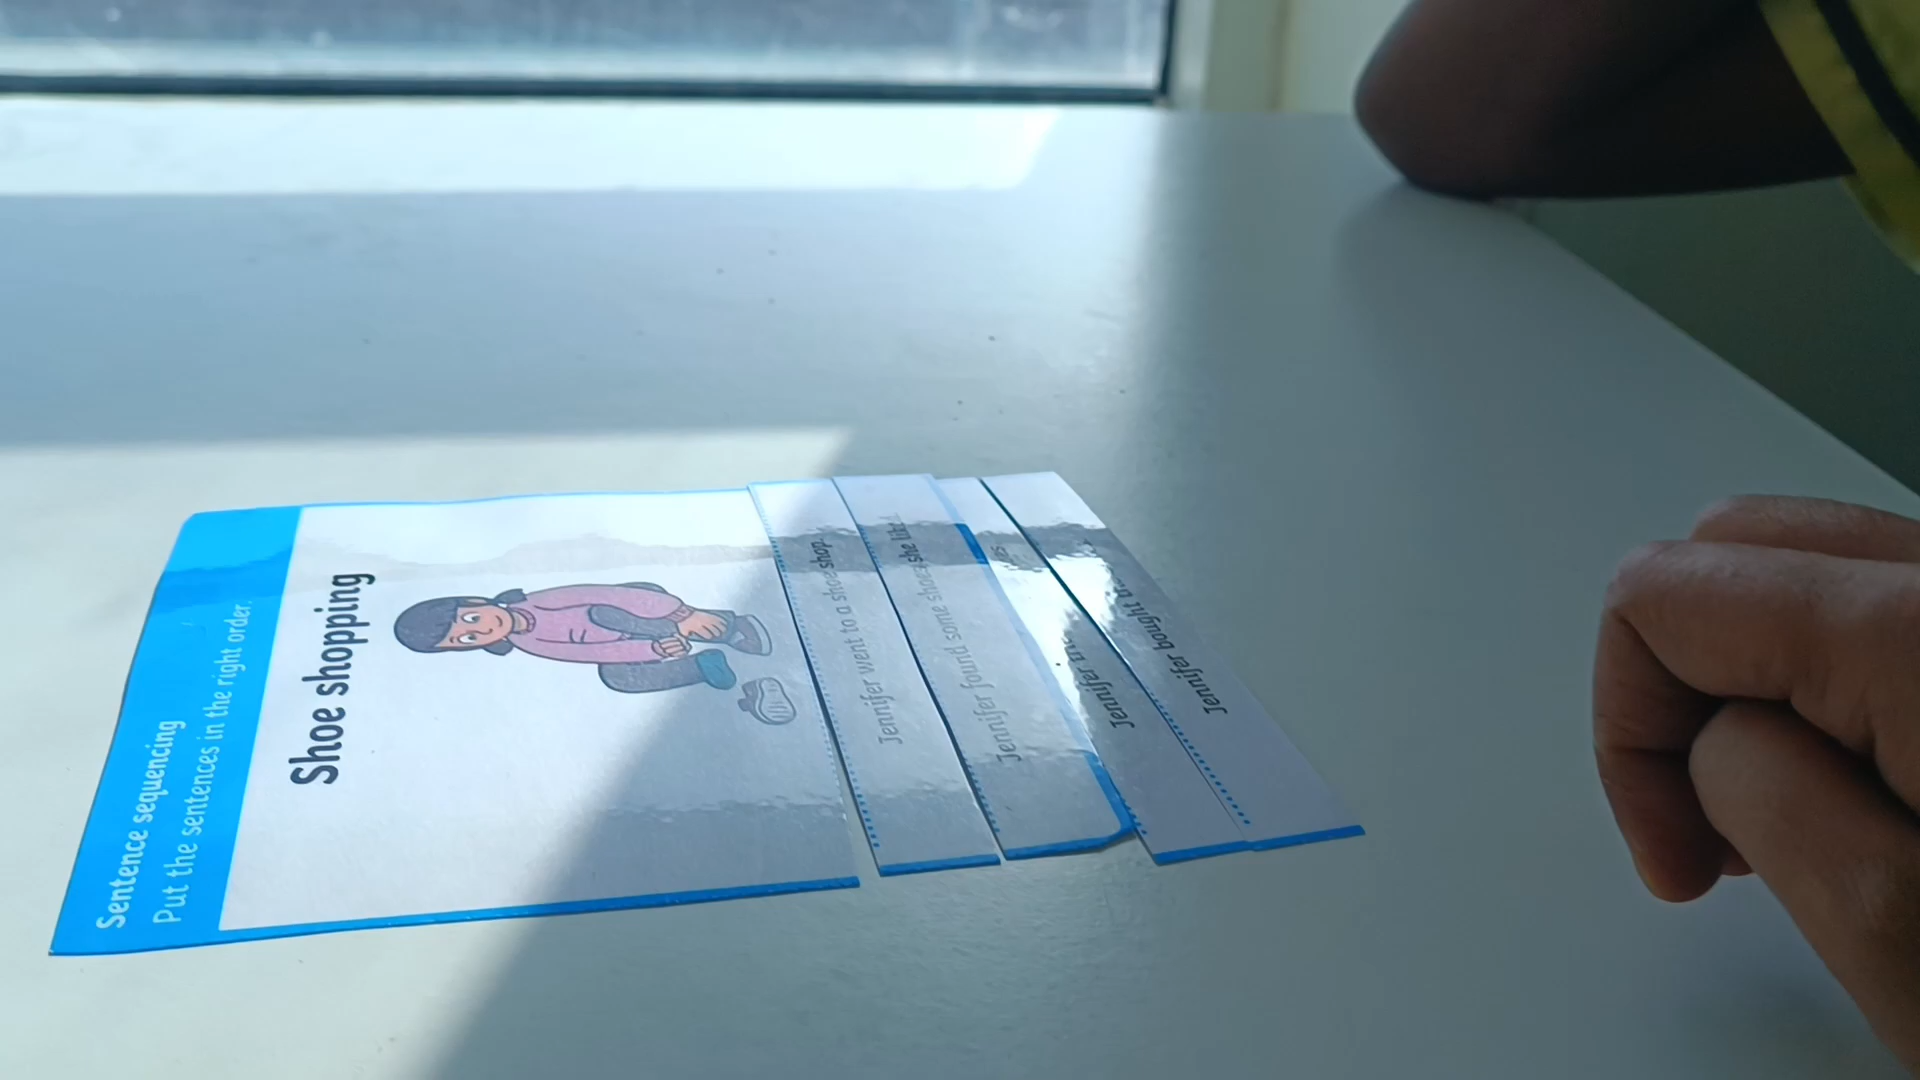 Sentence sequencing
Put the sentences in the right order.
Shoe shopping
Jennifer went to a shoe shop.
Jennifer found some shoes she liked.
Jennifer
Jennifer bought